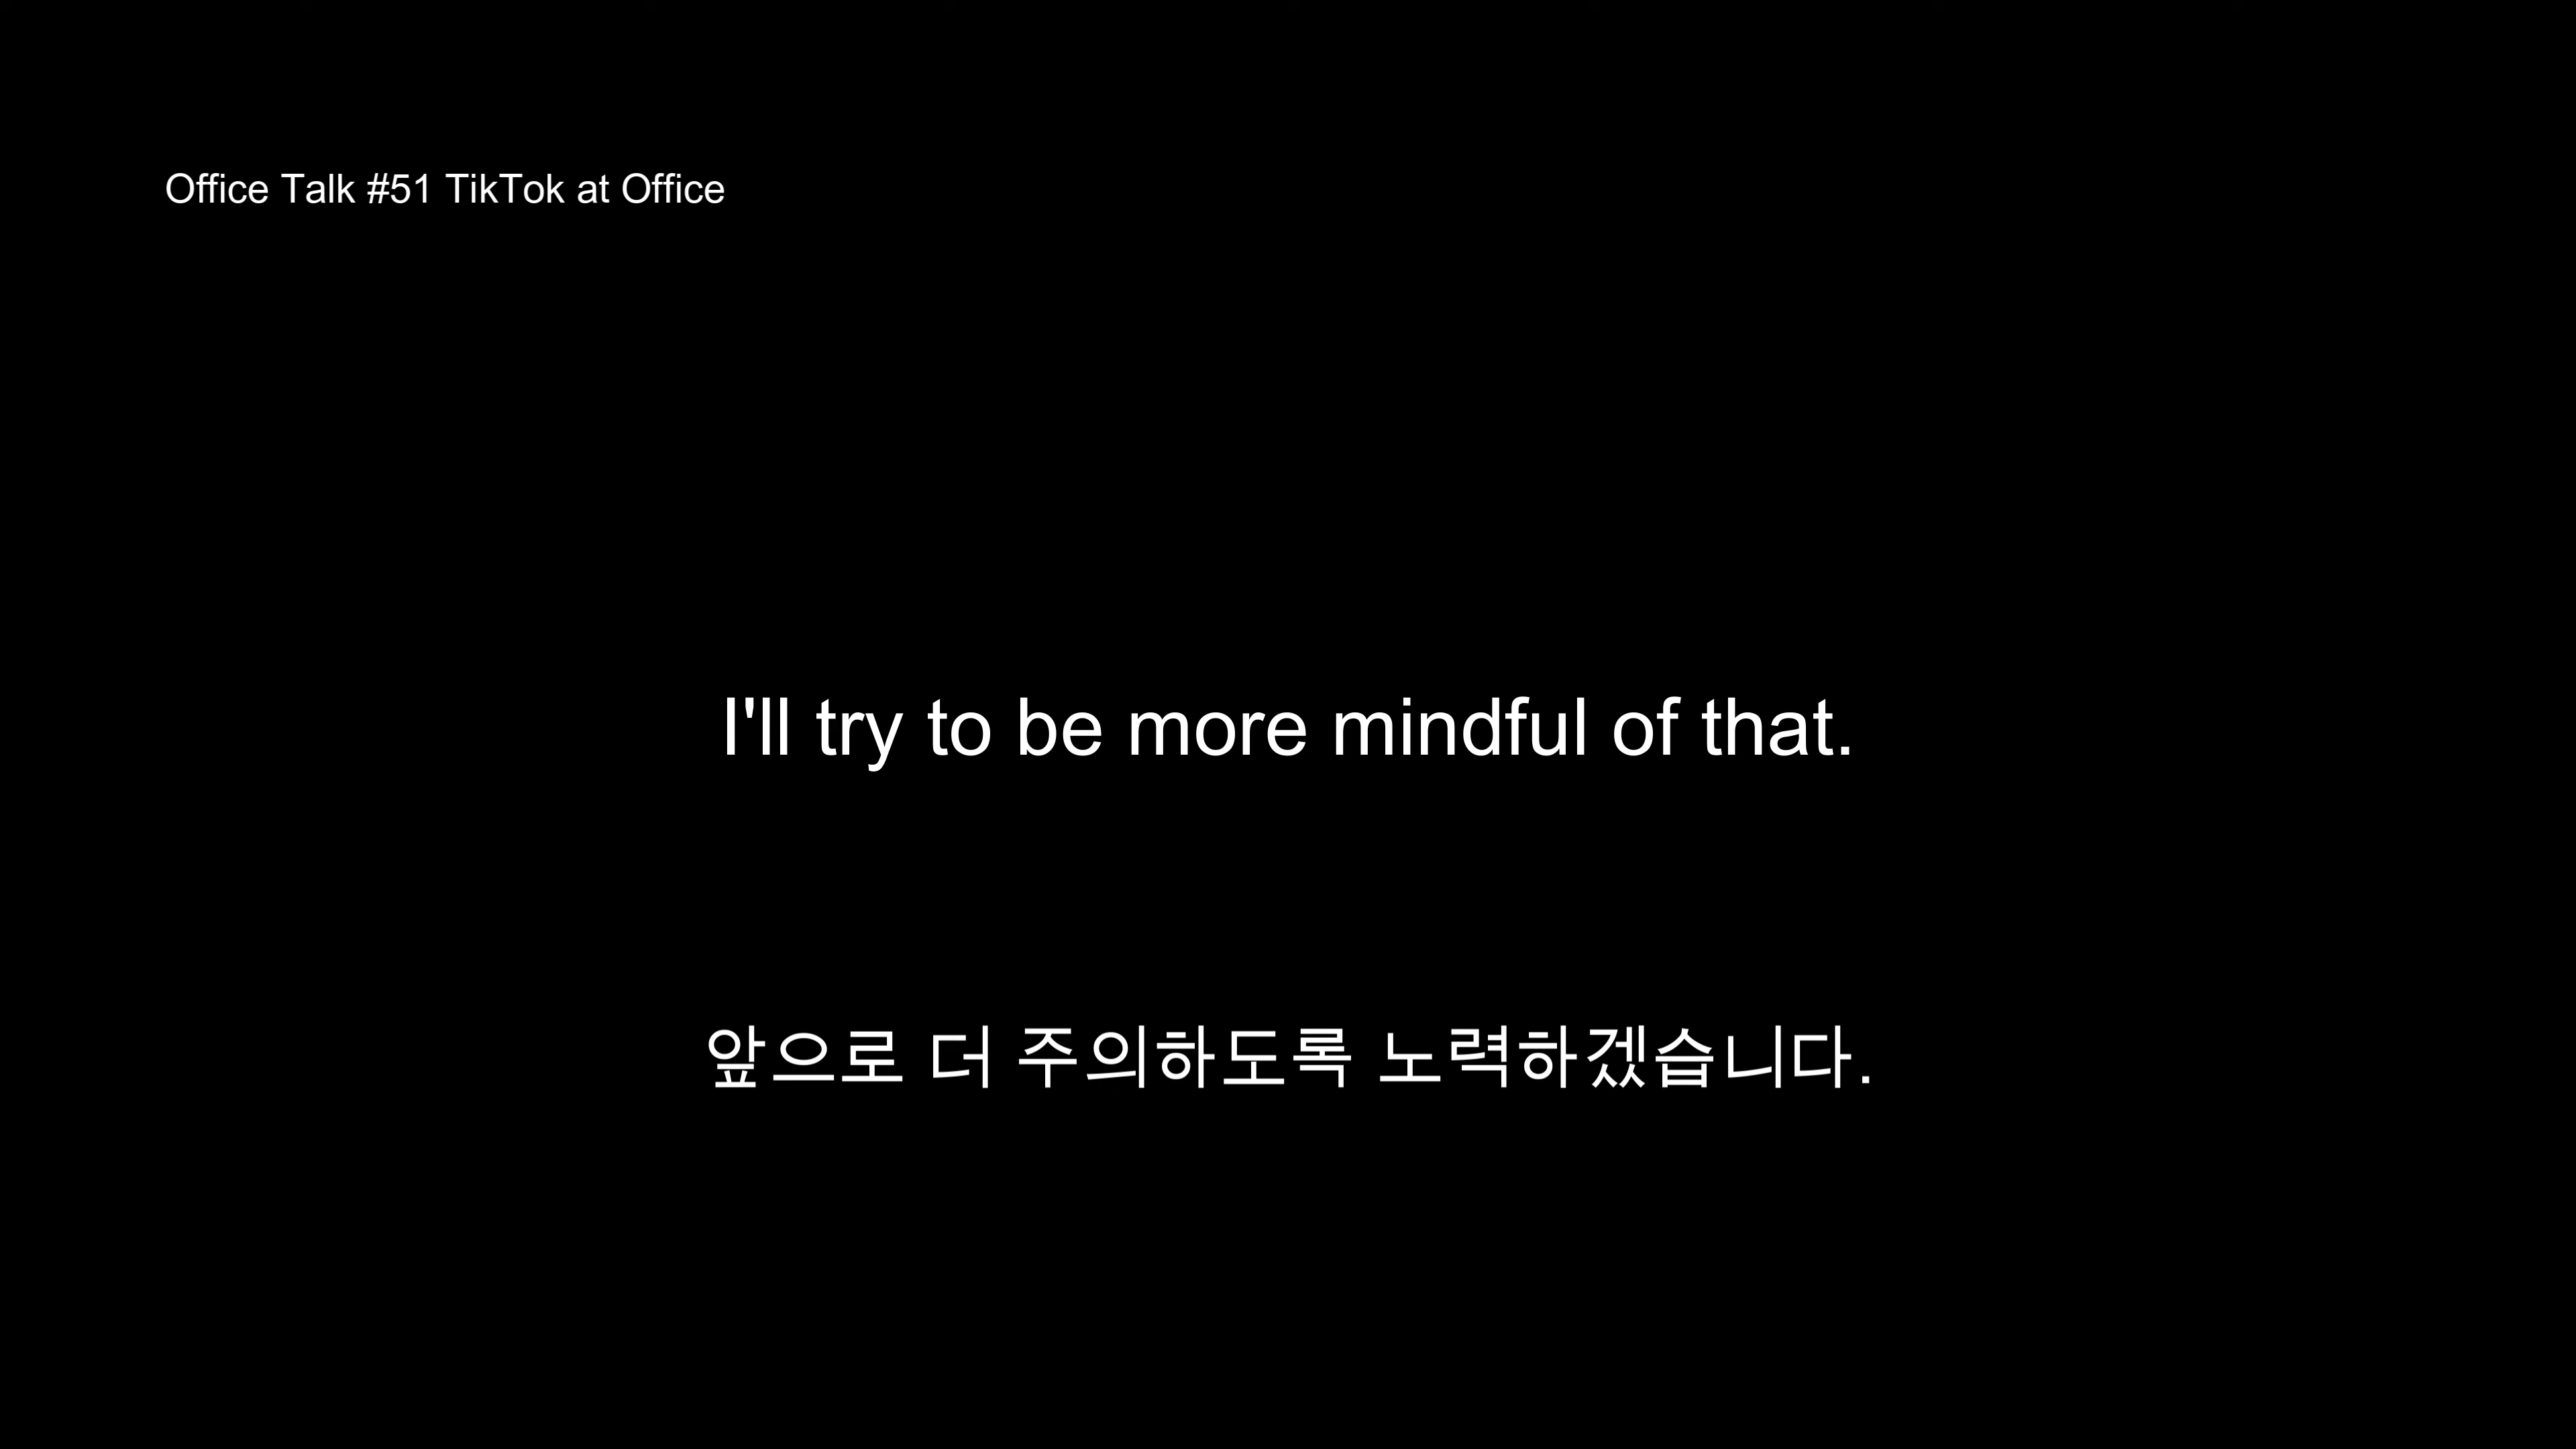 Office Talk #51 TikTok at Office
I'll try to be more mindful of that.
앞으로 더 주의하도록 노력하겠습니다.